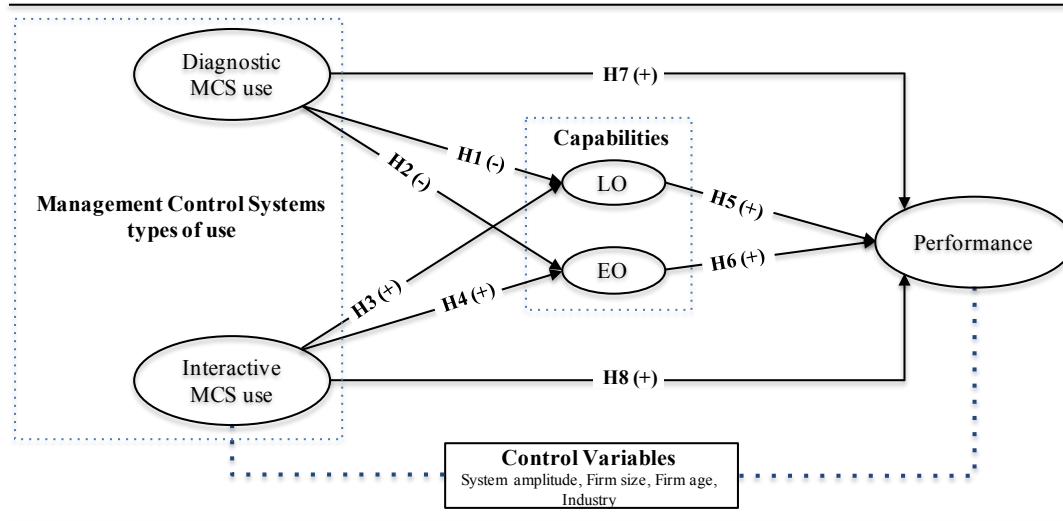 Diagnostic
MCS use
H7 (+)
Capabilities
H1 (-)
H2 (-)
LO
Management Control Systems
types of use
H5 (+)
Performance
H6 (+)
EO
H3 (+)
H4 (+)
Interactive
MCS use
H8 (+)
Control Variables
System amplitude, Firm size, Firm age,
Industry